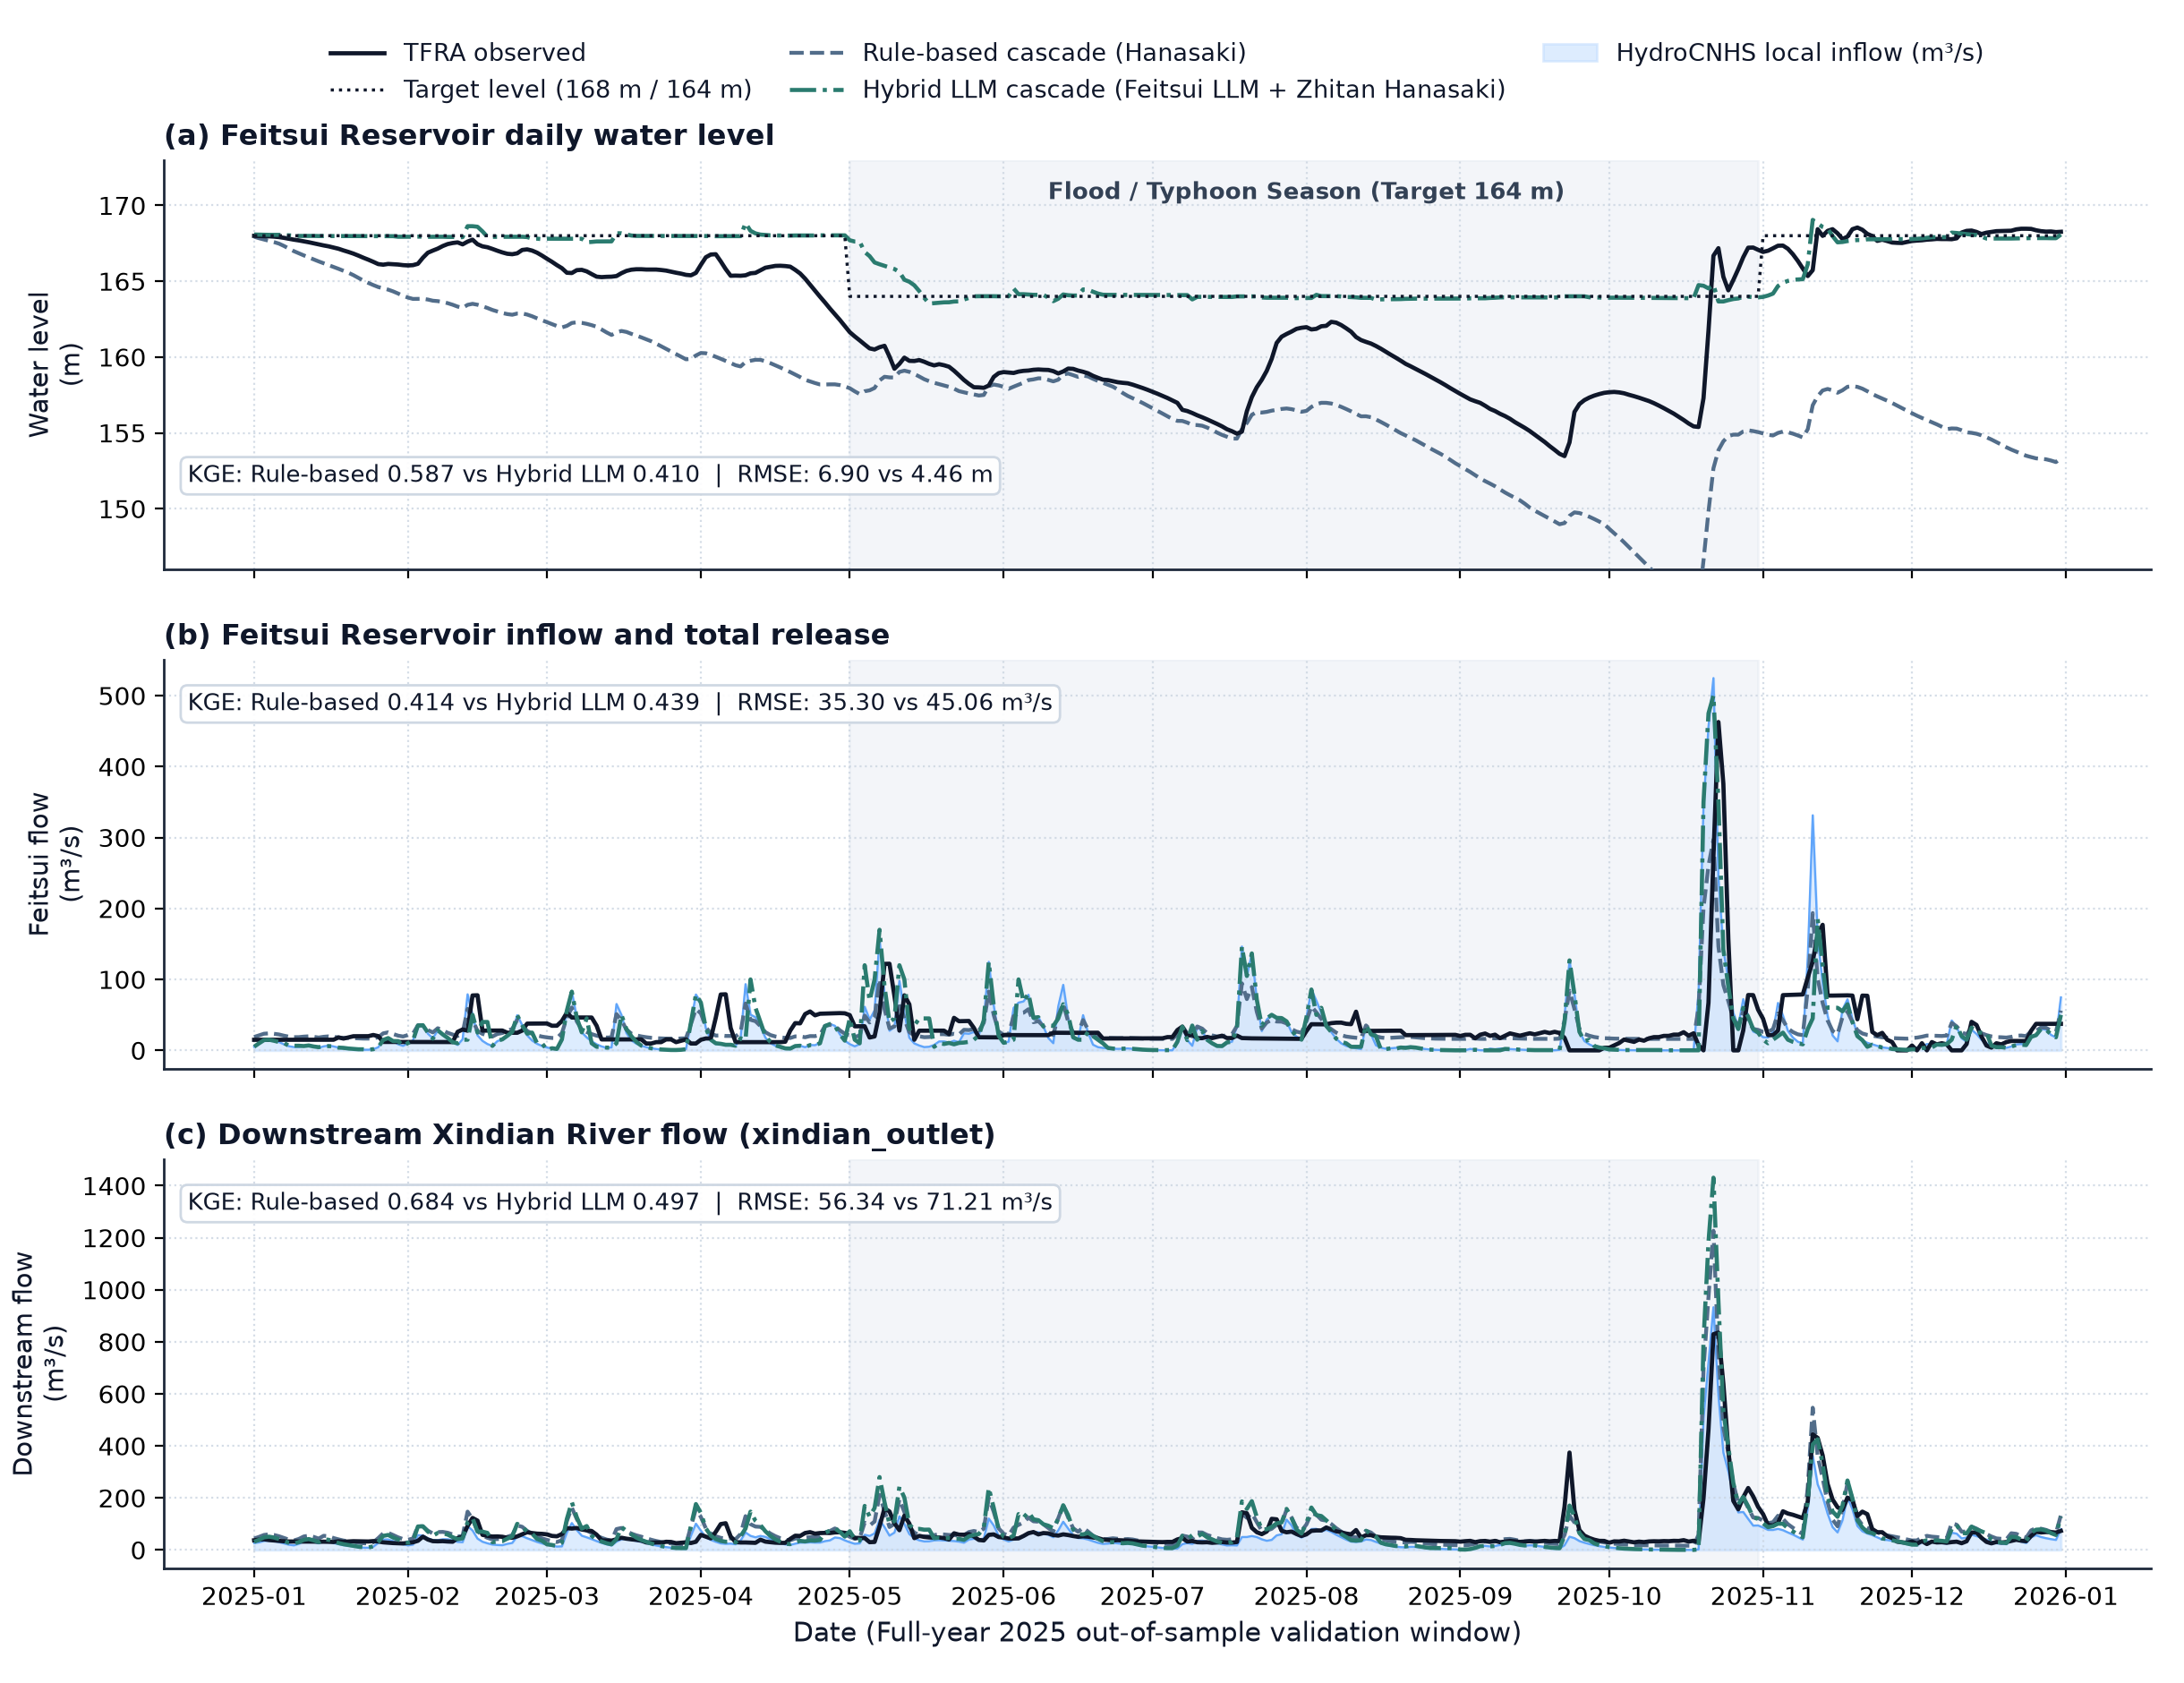 TFRA observed
Target level (168 m / 164 m)
Rule-based cascade (Hanasaki)
Hybrid LLM cascade (Feitsui LLM + Zhitan Hanasaki)
HydroCNHS local inflow (m³/s)
(a) Feitsui Reservoir daily water level
Flood / Typhoon Season (Target 164 m)
Water level
(m)
170
165
160
155
150
KGE: Rule-based 0.587 vs Hybrid LLM 0.410 | RMSE: 6.90 vs 4.46 m
(b) Feitsui Reservoir inflow and total release
KGE: Rule-based 0.414 vs Hybrid LLM 0.439 | RMSE: 35.30 vs 45.06 m³/s
Feitsui flow
(m³/s)
500
400
300
200
100
0
(c) Downstream Xindian River flow (xindian_outlet)
KGE: Rule-based 0.684 vs Hybrid LLM 0.497 | RMSE: 56.34 vs 71.21 m³/s
Downstream flow
(m³/s)
1400
1200
1000
800
600
400
200
0
2025-01 2025-02 2025-03 2025-04 2025-05 2025-06 2025-07 2025-08 2025-09 2025-10 2025-11 2025-12 2026-01
Date (Full-year 2025 out-of-sample validation window)